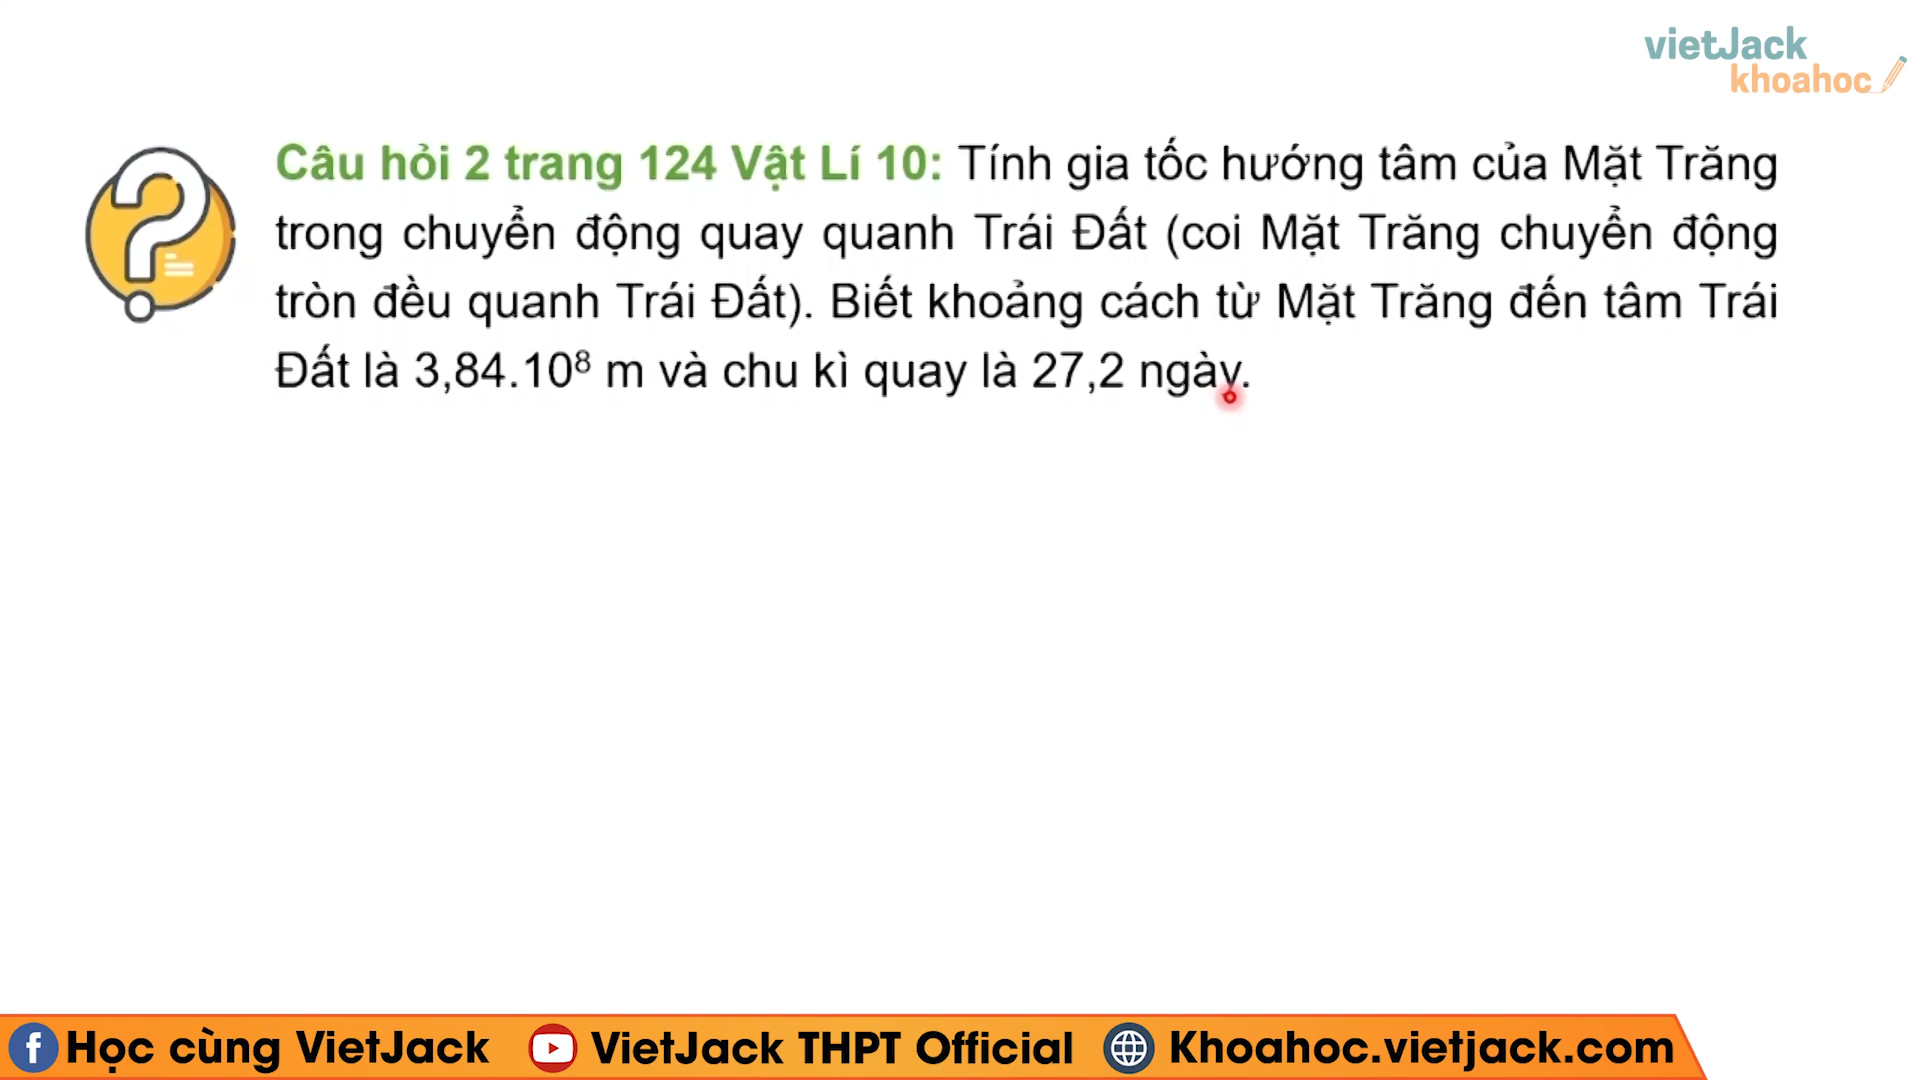 vietJack
khoahoc
Câu hỏi 2 trang 124 Vật Lí 10: Tính gia tốc hướng tâm của Mặt Trăng
trong chuyển động quay quanh Trái Đất (coi Mặt Trăng chuyển động
tròn đều quanh Trái Đất). Biết khoảng cách từ Mặt Trăng đến tâm Trái
Đất là 3,84.10⁸ m và chu kì quay là 27,2 ngày.
Học cùng VietJack VietJack THPT Official Khoahoc.vietjack.com